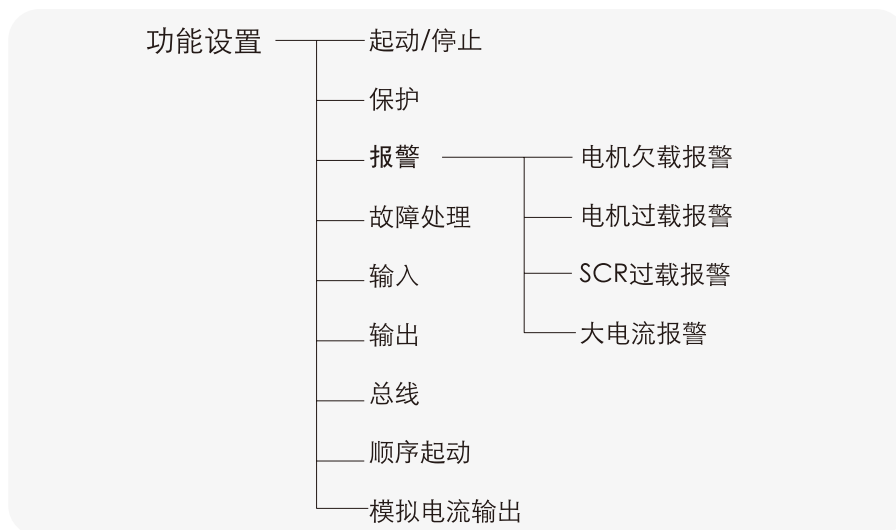 功能设置
起动/停止
保护
报警
电机欠载报警
电机过载报警
SCR过载报警
大电流报警
故障处理
输入
输出
总线
顺序起动
模拟电流输出